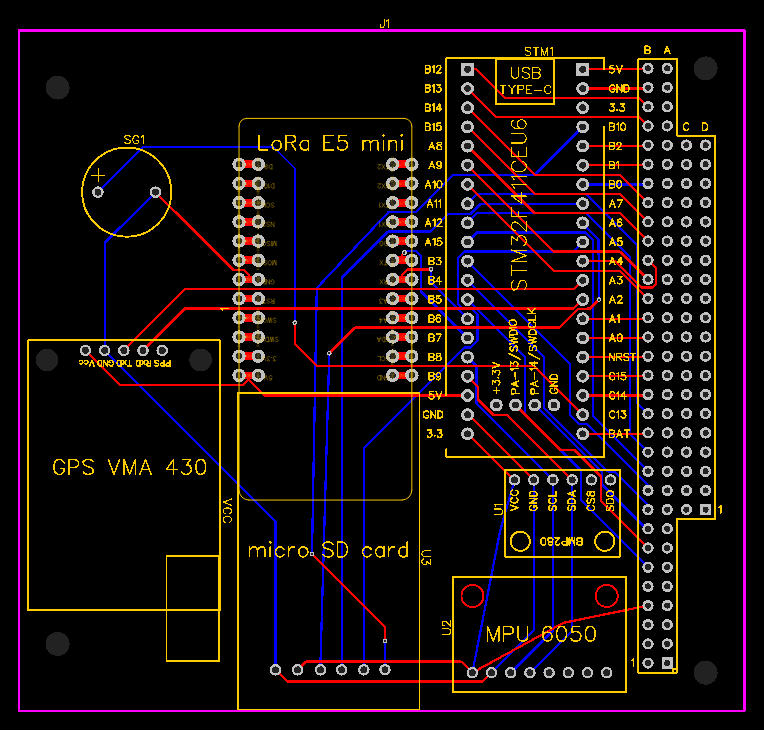 J1
STM1
B A
B12
B13
B14
B15
A8
A9
A10
A11
A12
A15
B3
B4
B5
B6
B7
B8
B9
5V
GND
3.3
USB
TYPE-C
STM32F411CEU6
5V
GND
3.3
B10
B2
B1
B0
A7
A6
A5
A4
A3
A2
A1
A0
NRST
C15
C14
C13
BAT
+3.3V
PA-13/SWDIO
PA-14/SWDCLK
GND
C D
1
1
SG1
+
LoRa E5 mini
1
Vcc GND TXD RXD PPS
GPS VMA 430
VCC
micro SD card
U3
U1
VCC
GND
SCL
SDA
CSB
SDO
BMP280
U2
MPU 6050